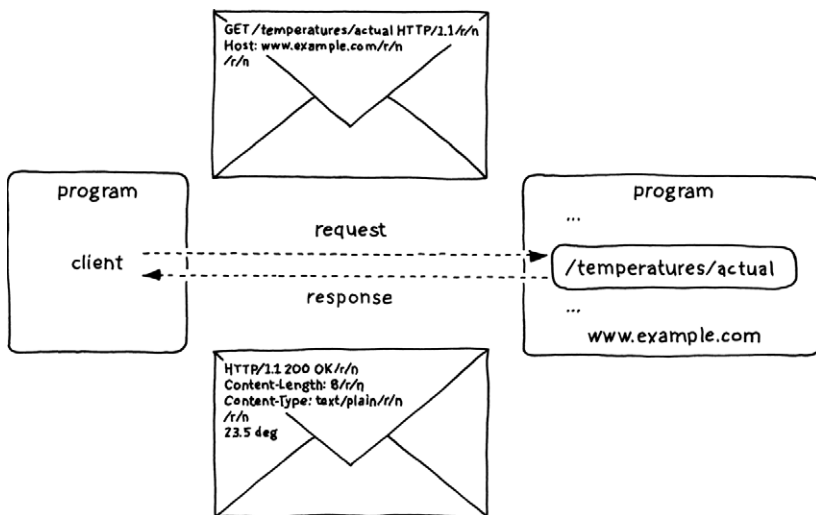 GET /temperatures/actual HTTP/1.1/r/n
Host: www.example.com/r/n
/r/n
program
client
request
response
program
...
/temperatures/actual
...
www.example.com
HTTP/1.1 200 OK/r/n
Content-Length: 8/r/n
Content-Type: text/plain/r/n
/r/n
23.5 deg